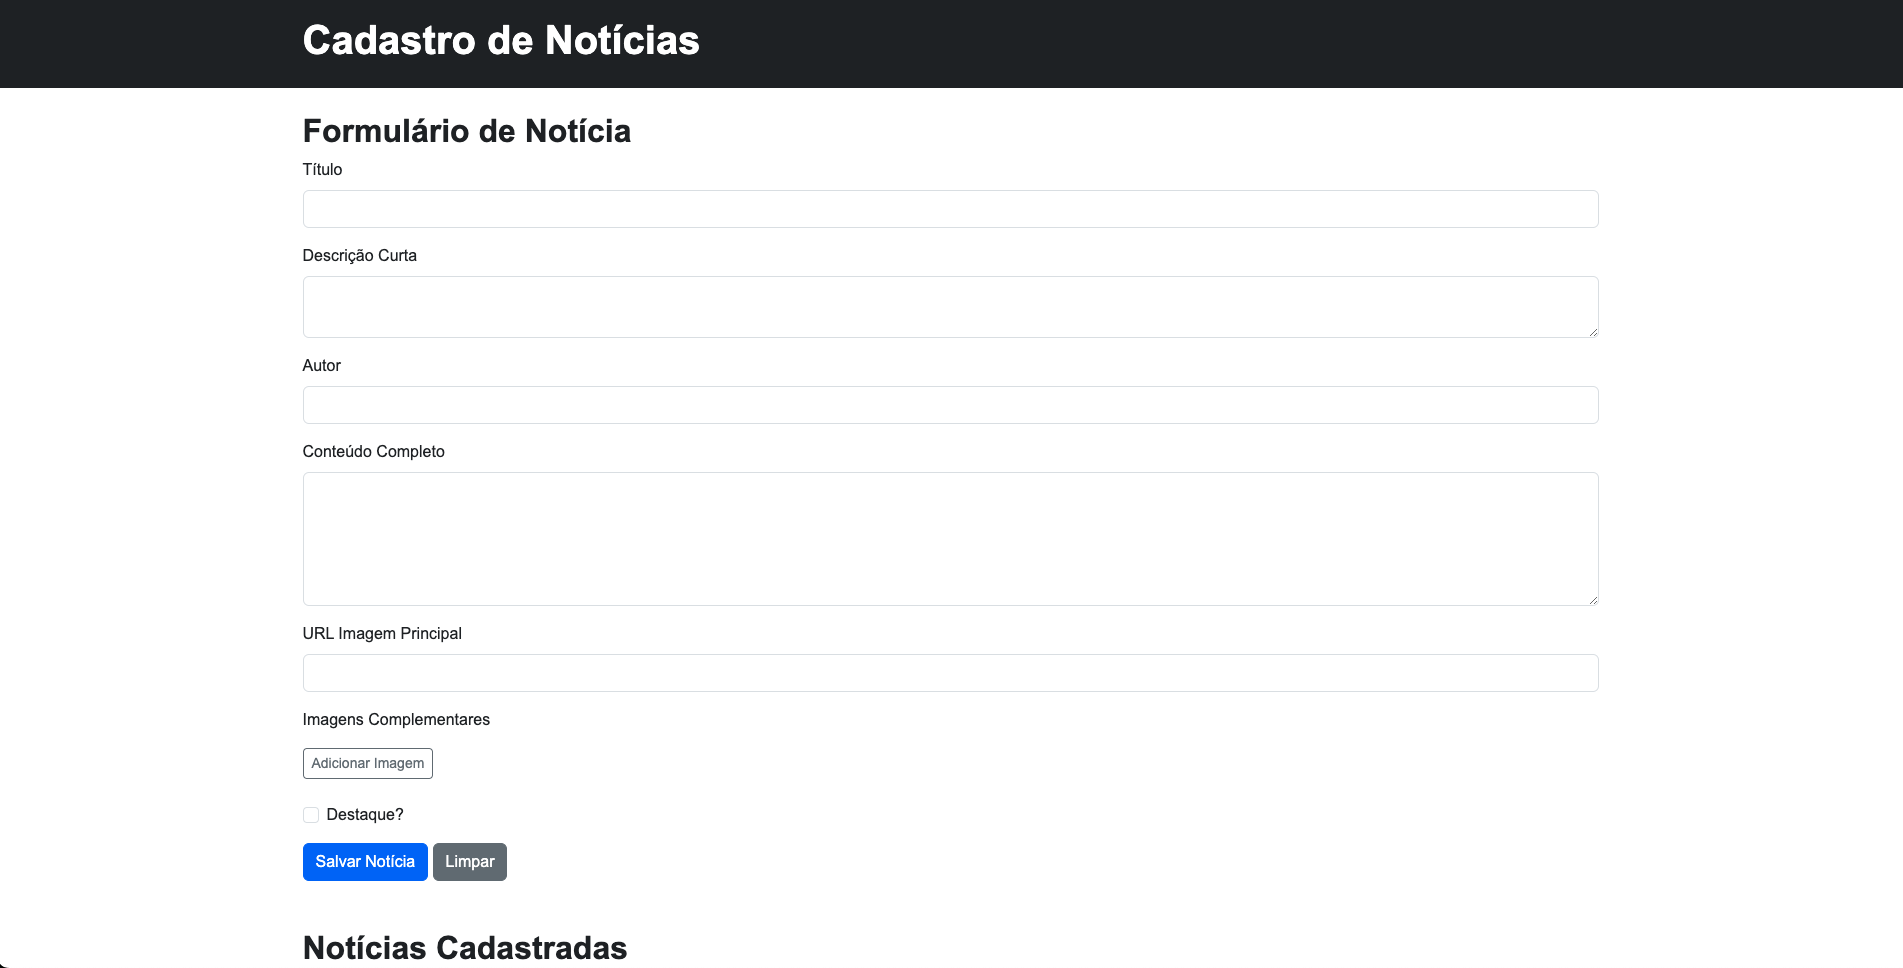 Cadastro de Notícias
Formulário de Notícia
Título
Descrição Curta
Autor
Conteúdo Completo
URL Imagem Principal
Imagens Complementares
Adicionar Imagem
Destaque?
Salvar Notícia Limpar
Notícias Cadastradas